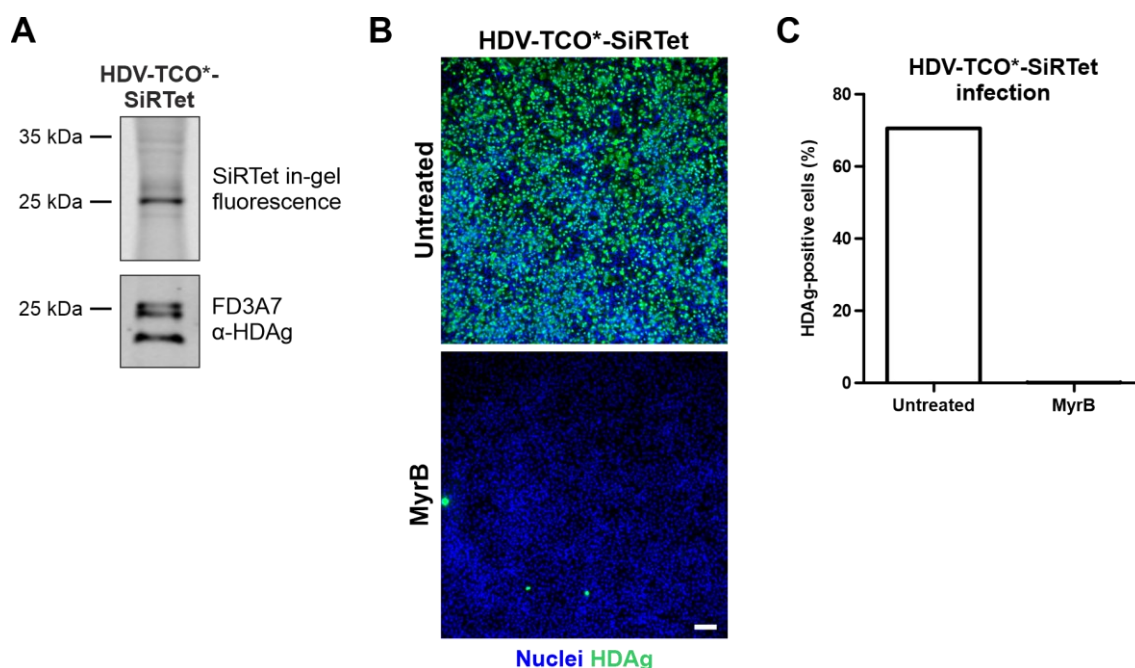 A
HDV-TCO*-
SiRTet
35 kDa
25 kDa
SiRTet in-gel
fluorescence
25 kDa
FD3A7
α-HDAg
B
HDV-TCO*-SiRTet
Untreated
MyrB
Nuclei HDAg
C
HDV-TCO*-SiRTet
infection
HDAg-positive cells (%)
80
60
40
20
0
Untreated MyrB